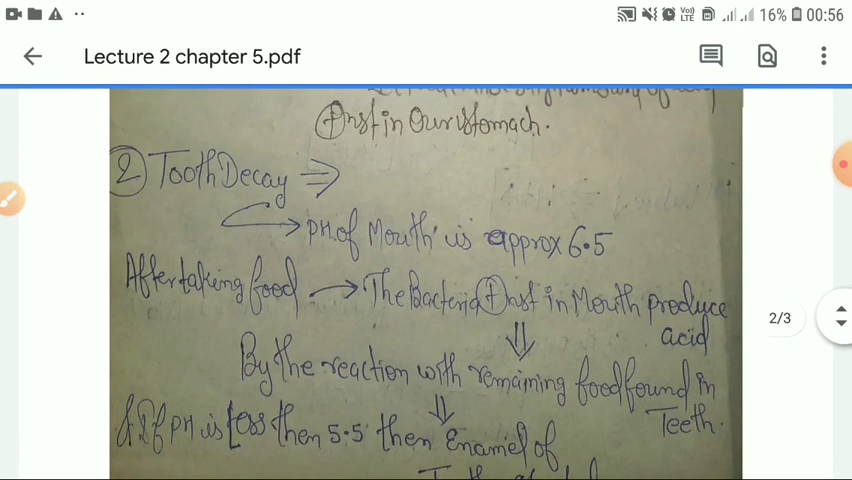 Vo))
LTE
16%
00:56
Lecture 2 chapter 5.pdf
in Our stomach.
2 Tooth Decay ⇒
→ PH of Mouth is approx 6.5
After taking food → The Bacteria in Mouth produce
acid
2/3
⇓
By the reaction with remaining food found in
Teeth.
⇓
& If PH is Less then 5.5 then Enamel of